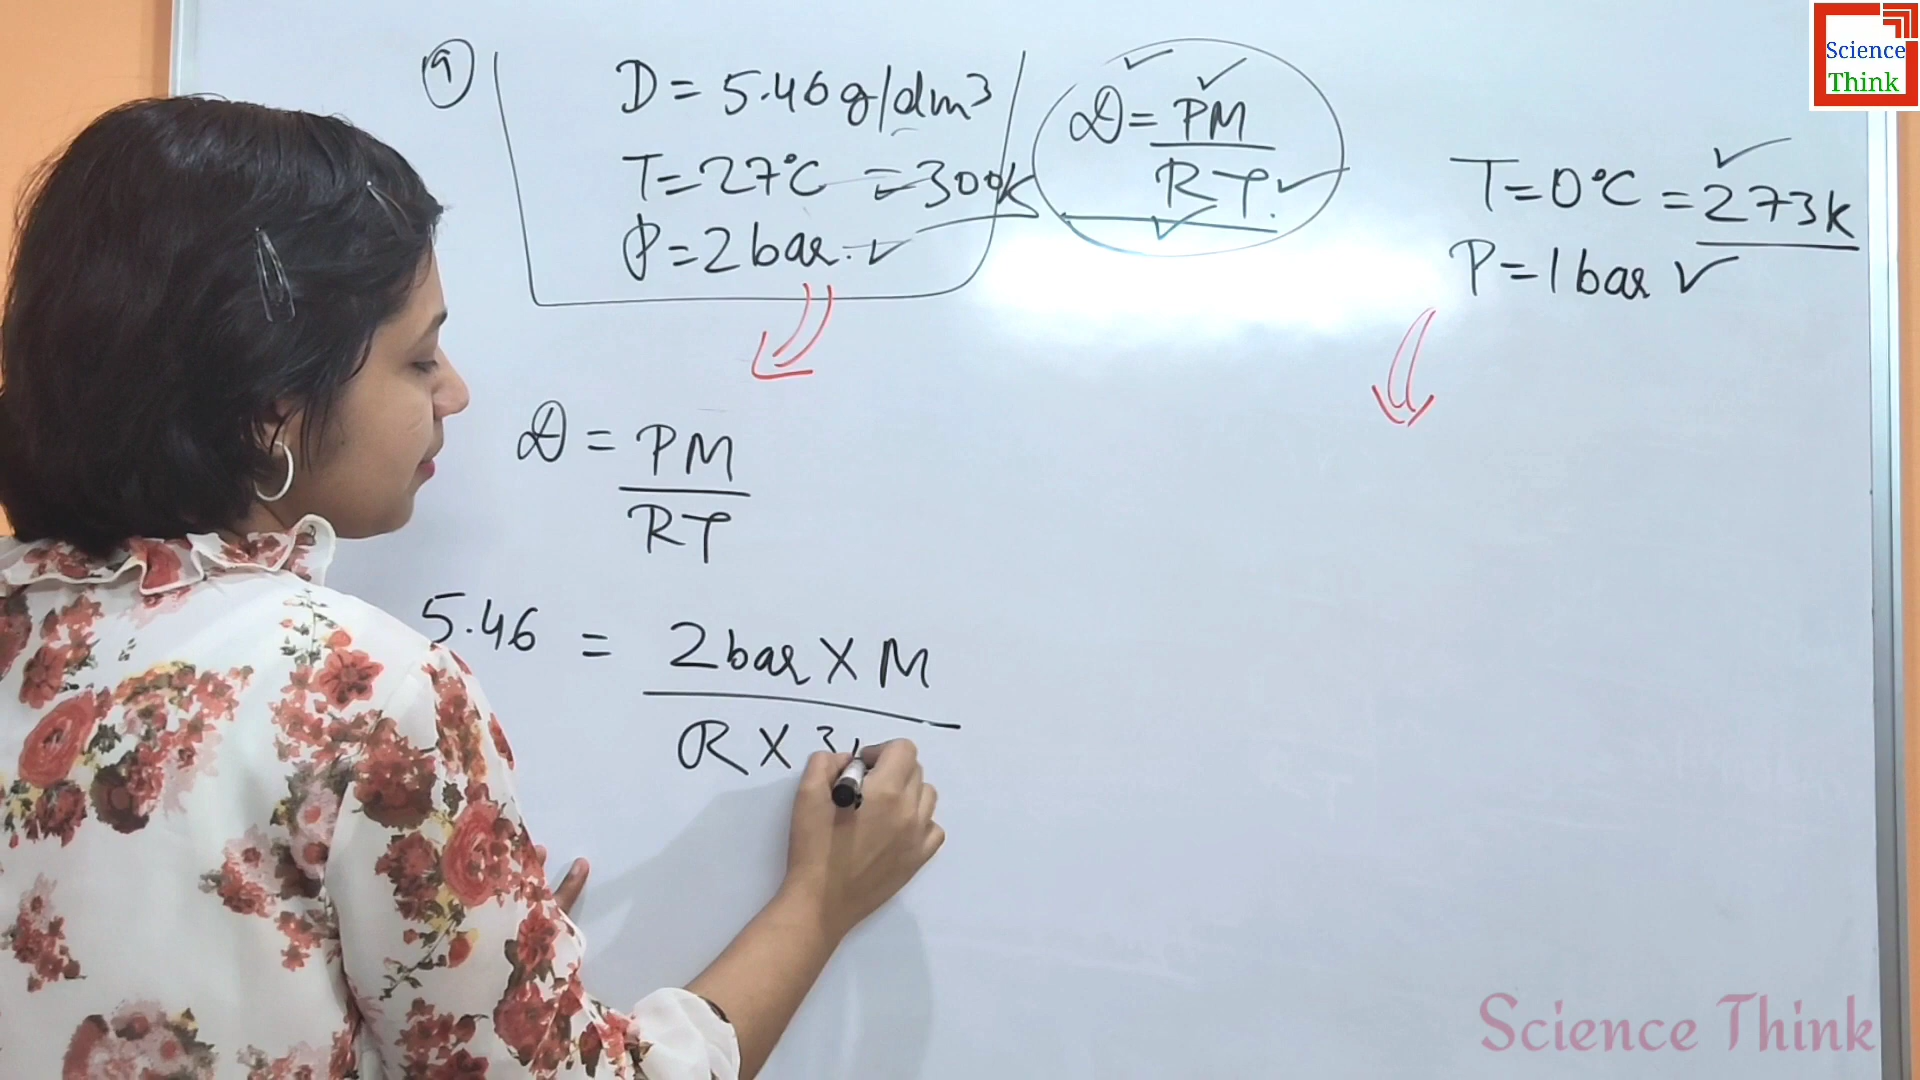 9
D = 5.46 g/dm³
T = 27°C = 300k
P = 2 bar.
D = PM
RT.
T = 0°C = 273k
P = 1 bar
D = PM
RT
5.46 = 2 bar X M
R X 3
Science
Think
Science Think